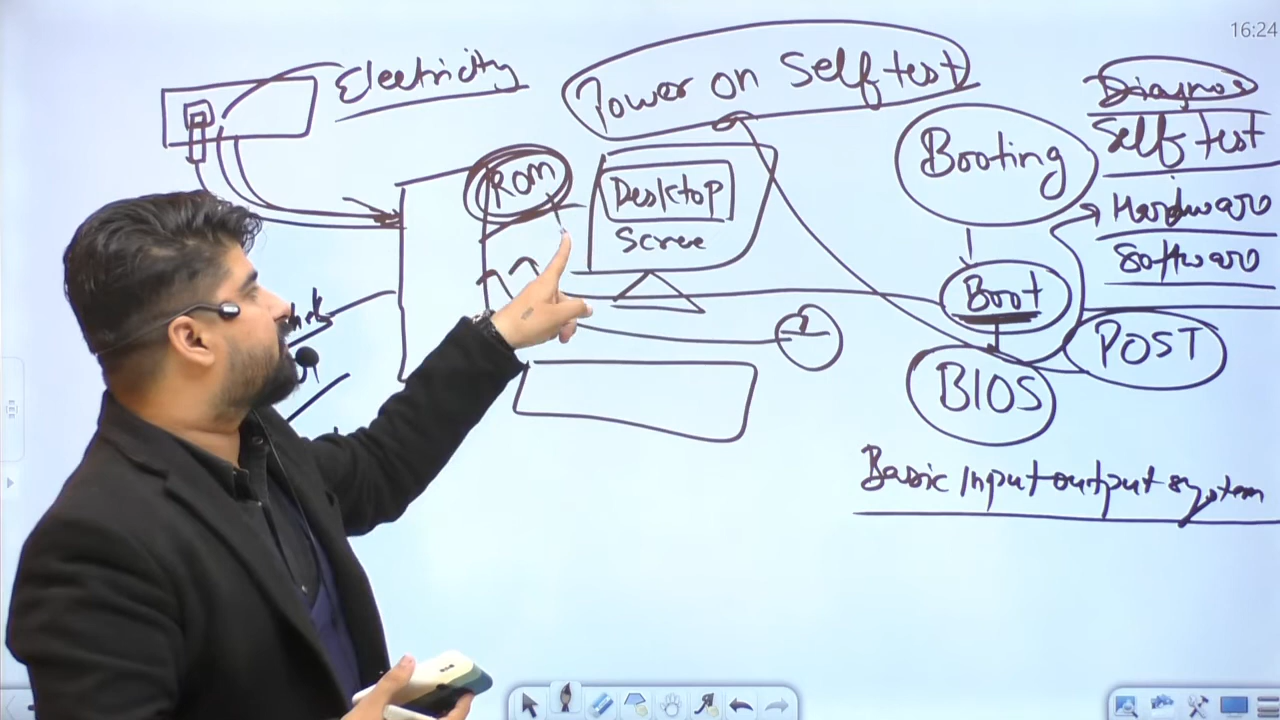 16:24
Electricity
Power on Self test
Diagnos
Self test
Booting
ROM
Desktop
Scree
Hardware
Software
Boot
POST
BIOS
Basic Input output system